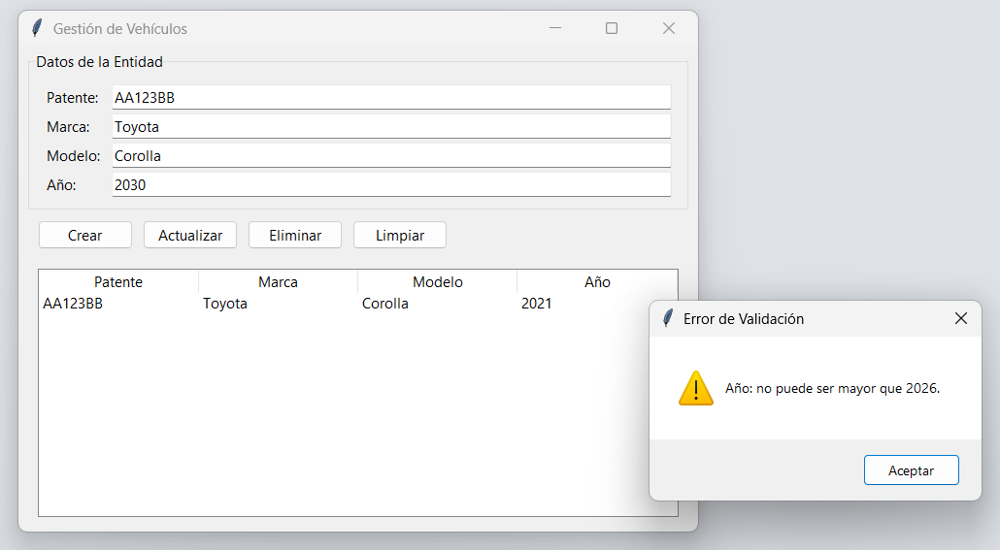 Gestión de Vehículos
Datos de la Entidad
Patente: AA123BB
Marca: Toyota
Modelo: Corolla
Año: 2030
Crear Actualizar Eliminar Limpiar
Patente Marca Modelo Año
AA123BB Toyota Corolla 2021
Error de Validación
Año: no puede ser mayor que 2026.
Aceptar